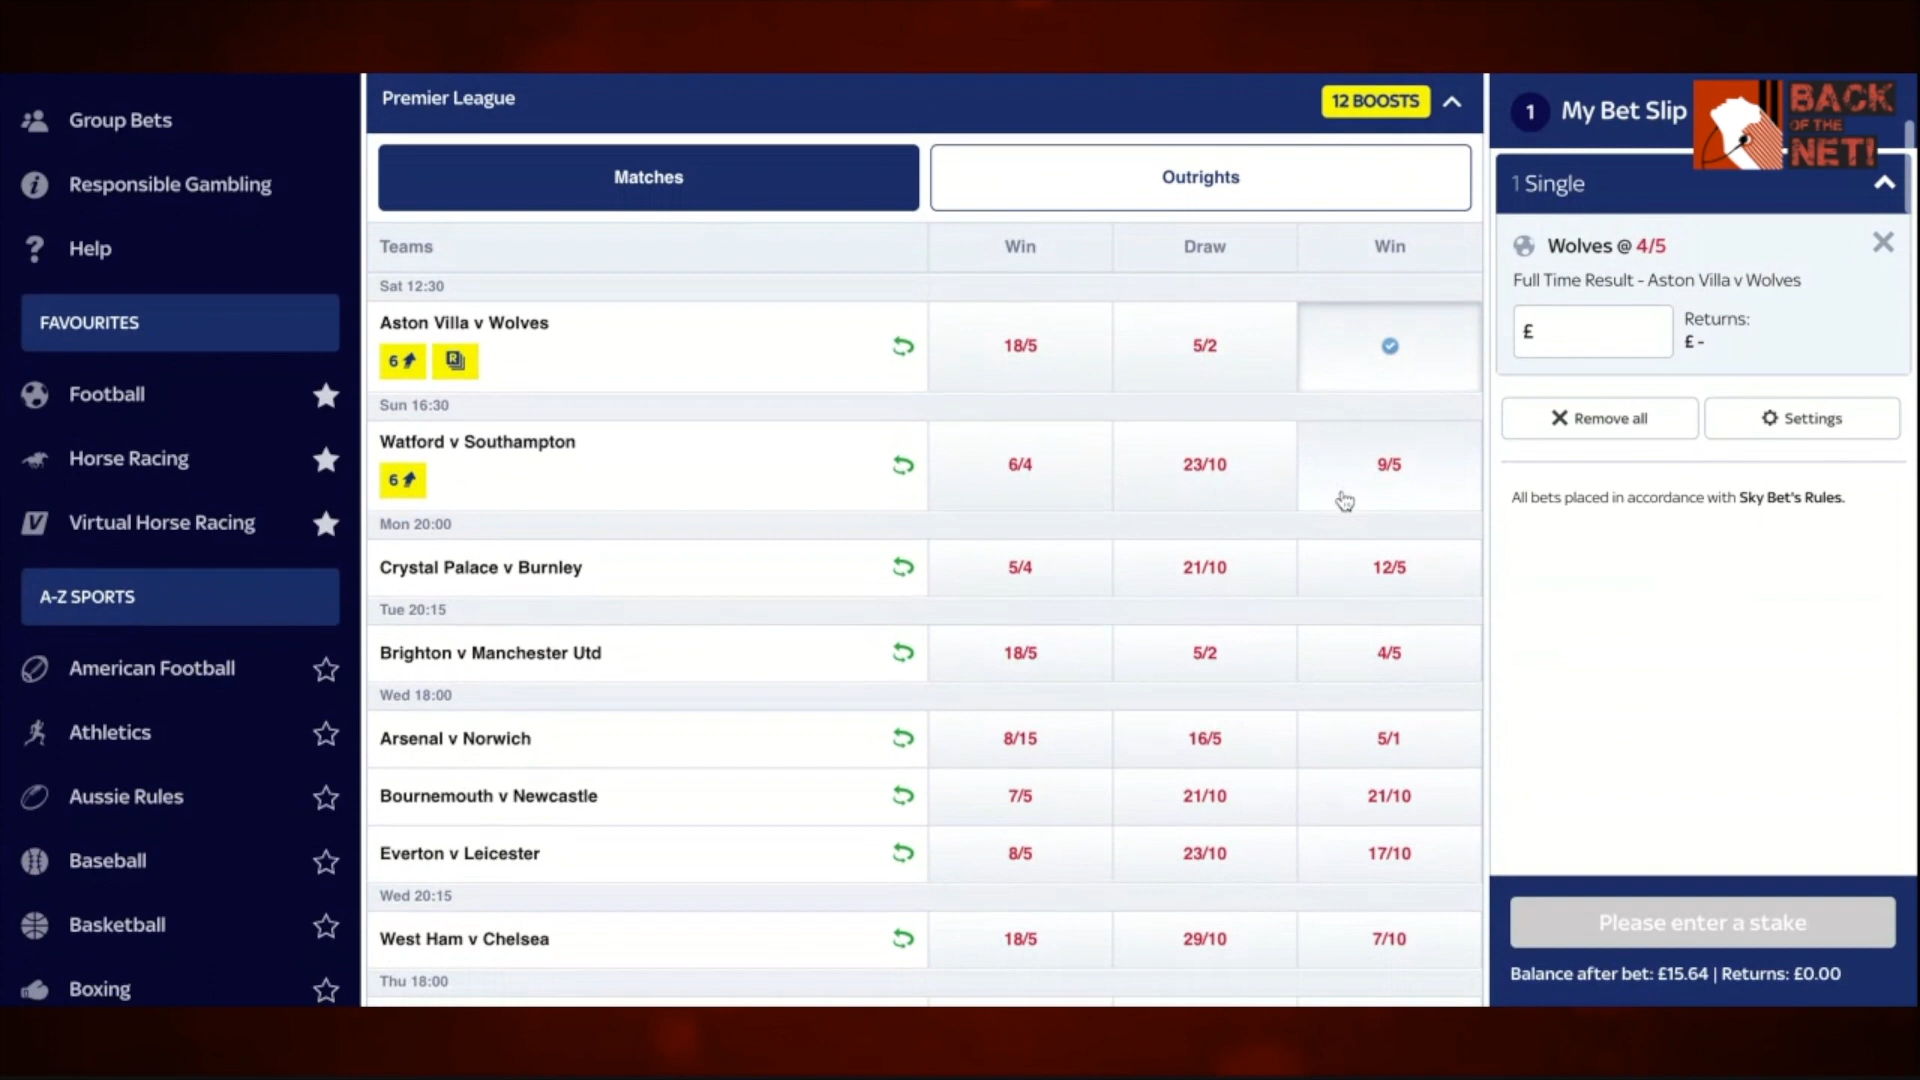 Group Bets
Responsible Gambling
Help
FAVOURITES
Football
Horse Racing
Virtual Horse Racing
A-Z SPORTS
American Football
Athletics
Aussie Rules
Baseball
Basketball
Boxing
Premier League
12 BOOSTS
Matches
Outrights
Teams Win Draw Win
Sat 12:30
Aston Villa v Wolves
6 R
18/5 5/2
Sun 16:30
Watford v Southampton
6
6/4 23/10 9/5
Mon 20:00
Crystal Palace v Burnley 5/4 21/10 12/5
Tue 20:15
Brighton v Manchester Utd 18/5 5/2 4/5
Wed 18:00
Arsenal v Norwich 8/15 16/5 5/1
Bournemouth v Newcastle 7/5 21/10 21/10
Everton v Leicester 8/5 23/10 17/10
Wed 20:15
West Ham v Chelsea 18/5 29/10 7/10
Thu 18:00
1 My Bet Slip
BACK
OF THE
NET!
1 Single
Wolves @ 4/5
Full Time Result - Aston Villa v Wolves
£
Returns:
£ -
Remove all
Settings
All bets placed in accordance with Sky Bet's Rules.
Please enter a stake
Balance after bet: £15.64 | Returns: £0.00